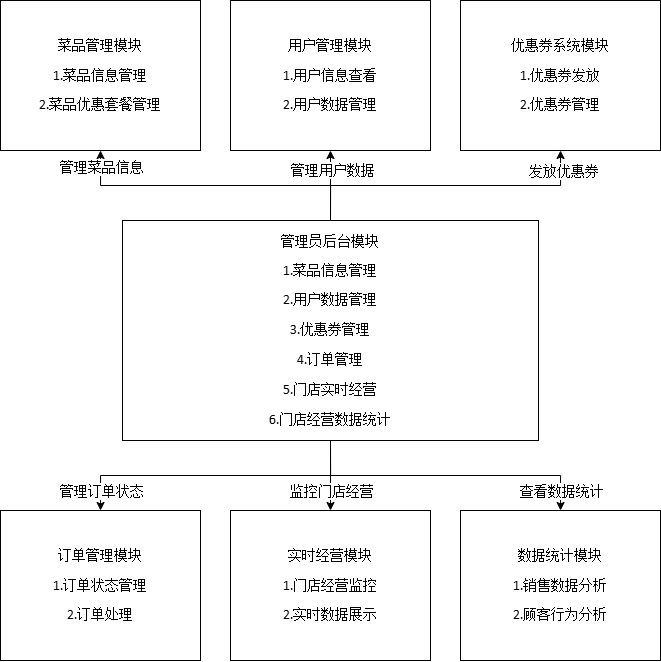 菜品管理模块
1.菜品信息管理
2.菜品优惠套餐管理
用户管理模块
1.用户信息查看
2.用户数据管理
优惠券系统模块
1.优惠券发放
2.优惠券管理
管理菜品信息
管理用户数据
发放优惠券
管理员后台模块
1.菜品信息管理
2.用户数据管理
3.优惠券管理
4.订单管理
5.门店实时经营
6.门店经营数据统计
管理订单状态
监控门店经营
查看数据统计
订单管理模块
1.订单状态管理
2.订单处理
实时经营模块
1.门店经营监控
2.实时数据展示
数据统计模块
1.销售数据分析
2.顾客行为分析